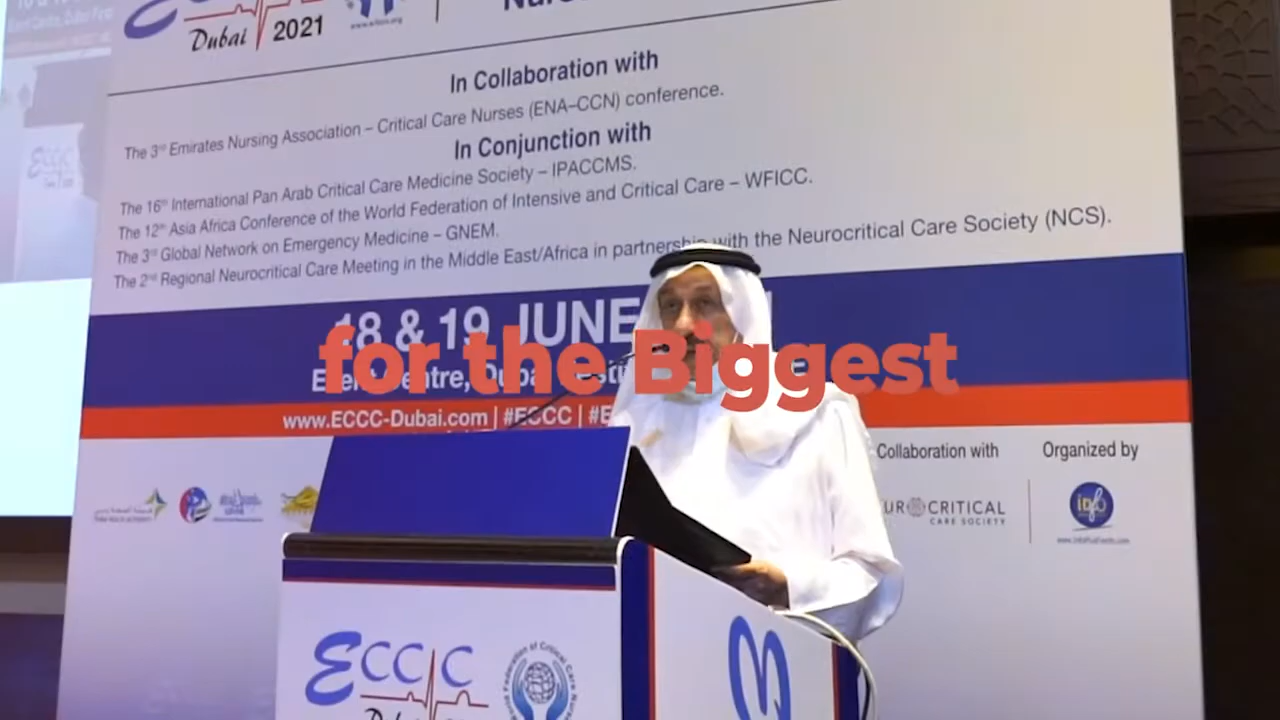 Dubai 2021
In Collaboration with
The 3rd Emirates Nursing Association – Critical Care Nurses (ENA–CCN) conference.
In Conjunction with
The 16th International Pan Arab Critical Care Medicine Society – IPACCMS.
The 12th Asia Africa Conference of the World Federation of Intensive and Critical Care – WFICC.
The 3rd Global Network on Emergency Medicine – GNEM.
The 2nd Regional Neurocritical Care Meeting in the Middle East/Africa in partnership with the Neurocritical Care Society (NCS).
18 & 19 JUNE
for the Biggest
www.ECCC-Dubai.com | #ECCC | #E
Collaboration with
Organized by
CRITICAL
CARE SOCIETY
ECCC